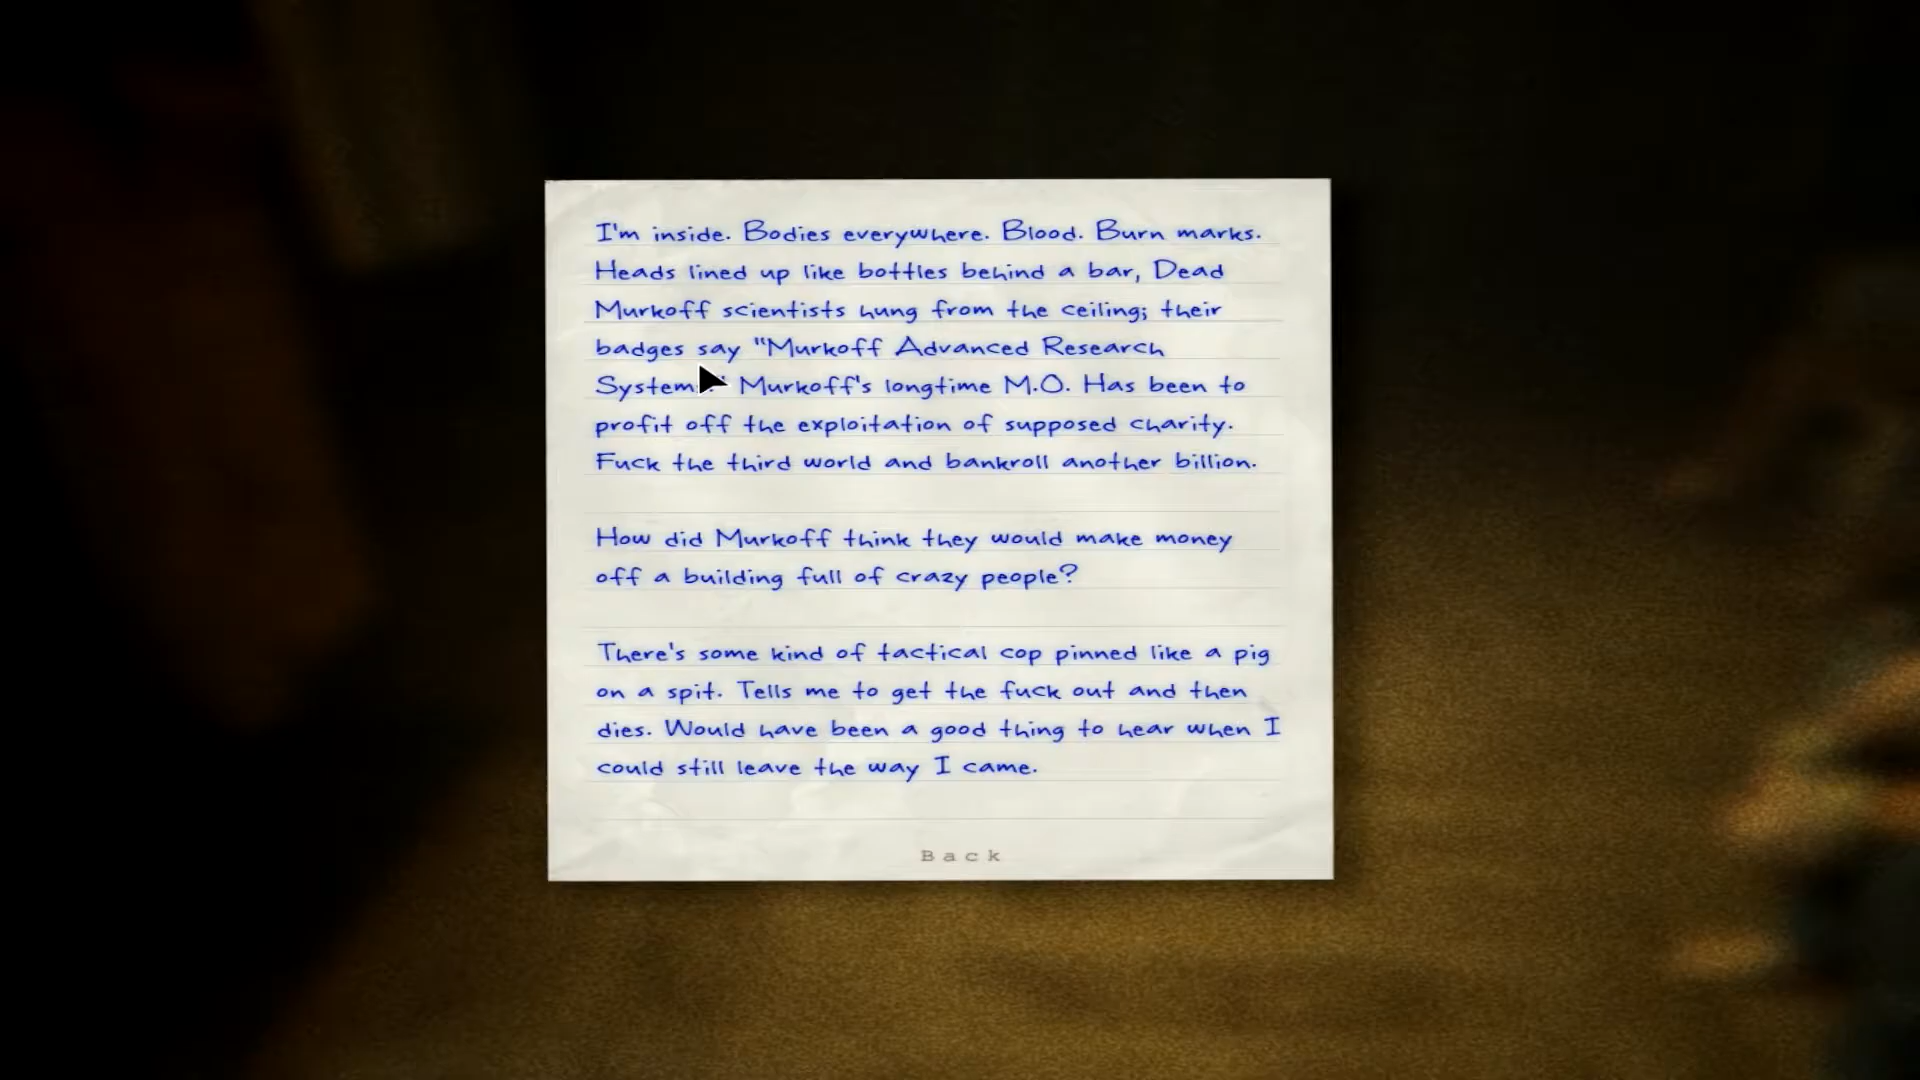 I'm inside. Bodies everywhere. Blood. Burn marks.
Heads lined up like bottles behind a bar, Dead
Murkoff scientists hung from the ceiling; their
badges say "Murkoff Advanced Research
Murkoff's longtime M.O. Has been to
profit off the exploitation of supposed charity.
Fuck the third world and bankroll another billion.
How did Murkoff think they would make money
off a building full of crazy people?
There's some kind of tactical cop pinned like a pig
on a spit. Tells me to get the fuck out and then
dies. Would have been a good thing to hear when I
could still leave the way I came.
Back